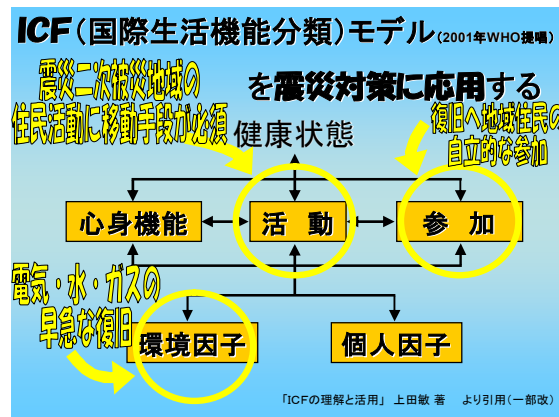 ICF(国際生活機能分類)モデル(2001年WHO提唱)
を震災対策に応用する
震災二次被災地域の
住民活動に移動手段が必須
復旧へ地域住民の
自立的な参加
健康状態
心身機能
活 動
参 加
電気・水・ガスの
早急な復旧
環境因子
個人因子
「ICFの理解と活用」 上田敏 著 より引用(一部改)